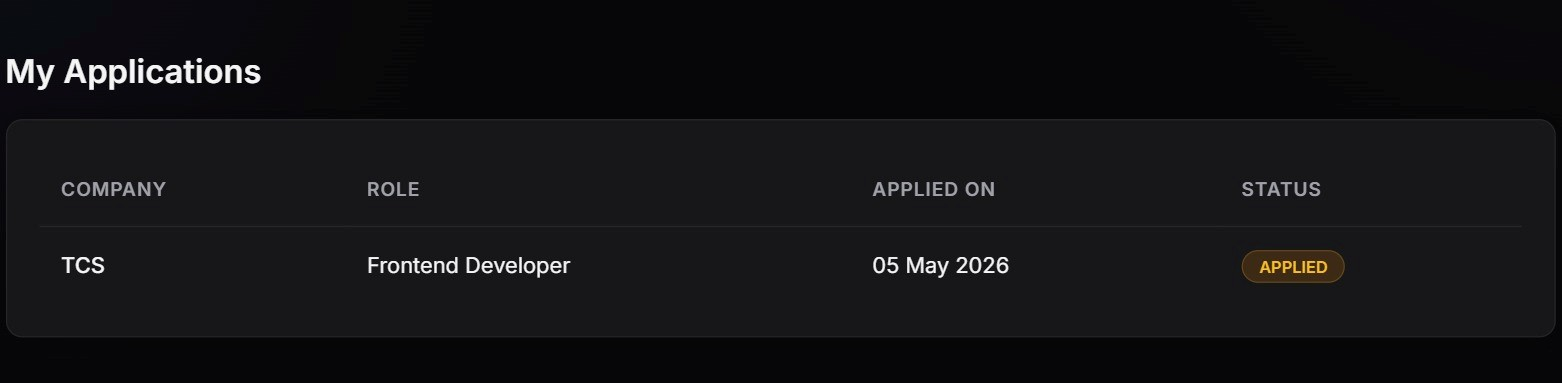 My Applications
COMPANY ROLE APPLIED ON STATUS
TCS Frontend Developer 05 May 2026 APPLIED